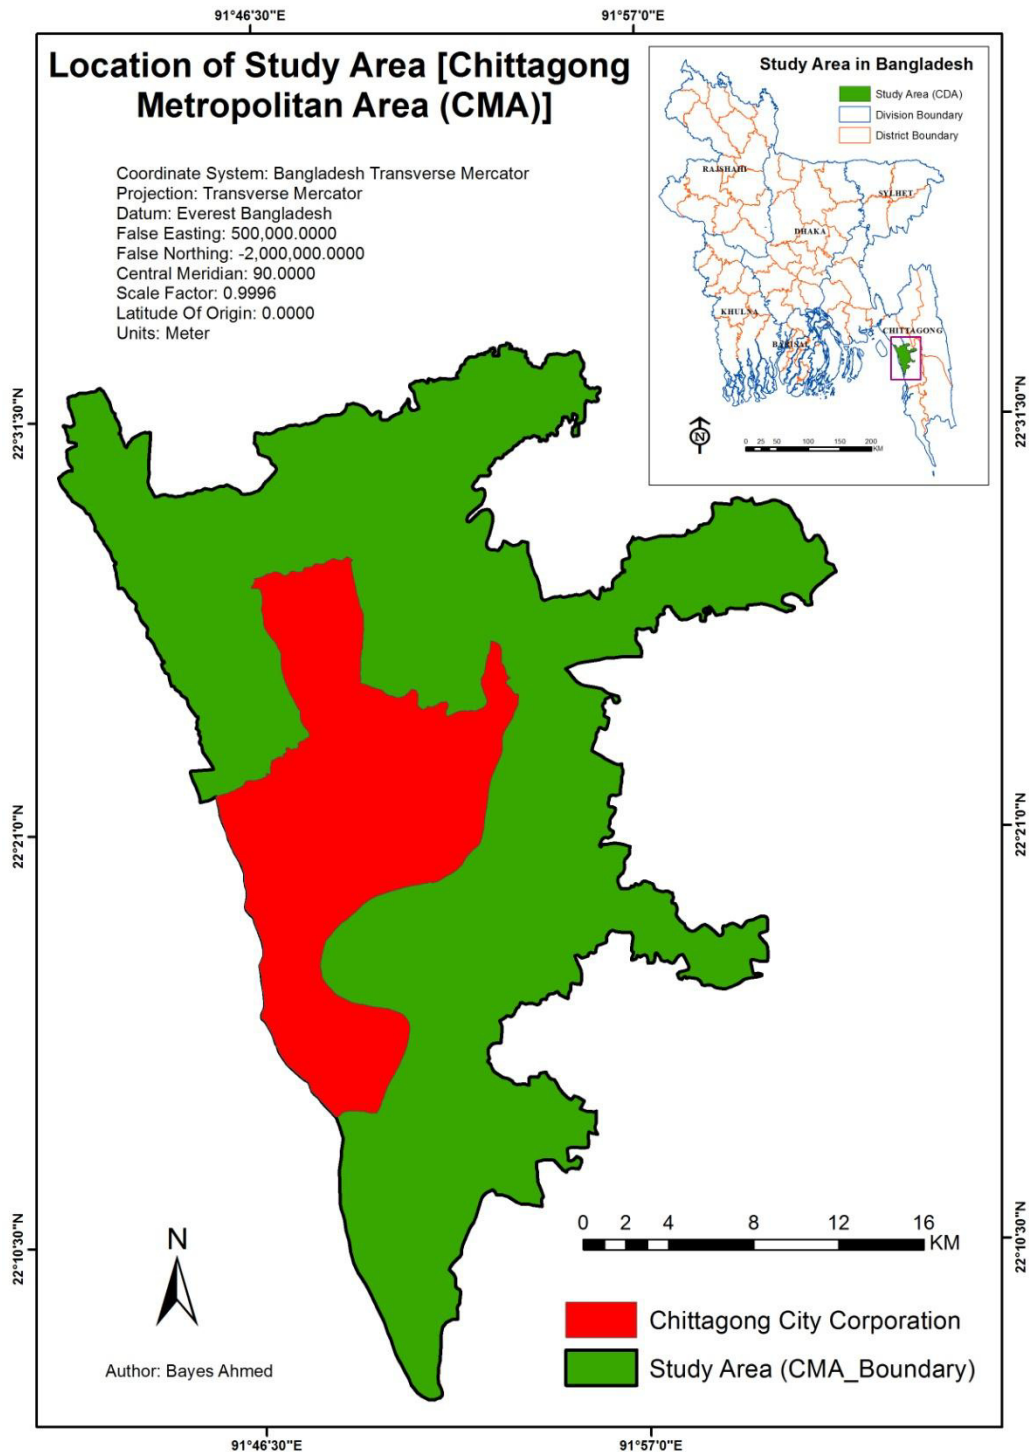 91°46'30"E
91°57'0"E
Location of Study Area [Chittagong
Metropolitan Area (CMA)]
Coordinate System: Bangladesh Transverse Mercator
Projection: Transverse Mercator
Datum: Everest Bangladesh
False Easting: 500,000.0000
False Northing: -2,000,000.0000
Central Meridian: 90.0000
Scale Factor: 0.9996
Latitude Of Origin: 0.0000
Units: Meter
Study Area in Bangladesh
Study Area (CDA)
Division Boundary
District Boundary
RAJSHAHI
SYLHET
DHAKA
KHULNA
BARISAL
CHITTAGONG
N
0 25 50 100 150 200
KM
22°31'30"N
22°31'30"N
22°21'0"N
22°21'0"N
22°10'30"N
22°10'30"N
N
0 2 4 8 12 16
KM
Chittagong City Corporation
Study Area (CMA_Boundary)
Author: Bayes Ahmed
91°46'30"E
91°57'0"E